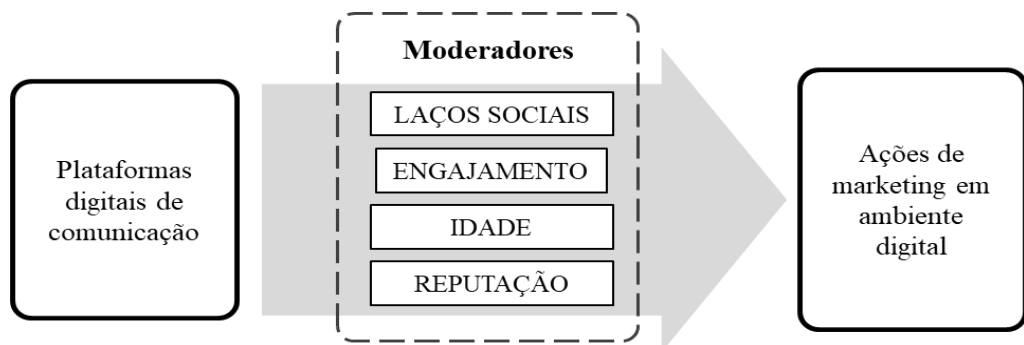 Plataformas
digitais de
comunicação
Moderadores
LAÇOS SOCIAIS
ENGAJAMENTO
IDADE
REPUTAÇÃO
Ações de
marketing em
ambiente
digital